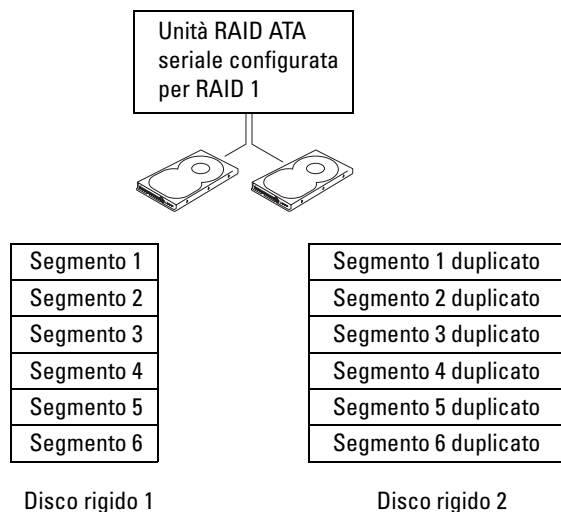 Unità RAID ATA
seriale configurata
per RAID 1
Segmento 1
Segmento 1 duplicato
Segmento 2
Segmento 2 duplicato
Segmento 3
Segmento 3 duplicato
Segmento 4
Segmento 4 duplicato
Segmento 5
Segmento 5 duplicato
Segmento 6
Segmento 6 duplicato
Disco rigido 1
Disco rigido 2